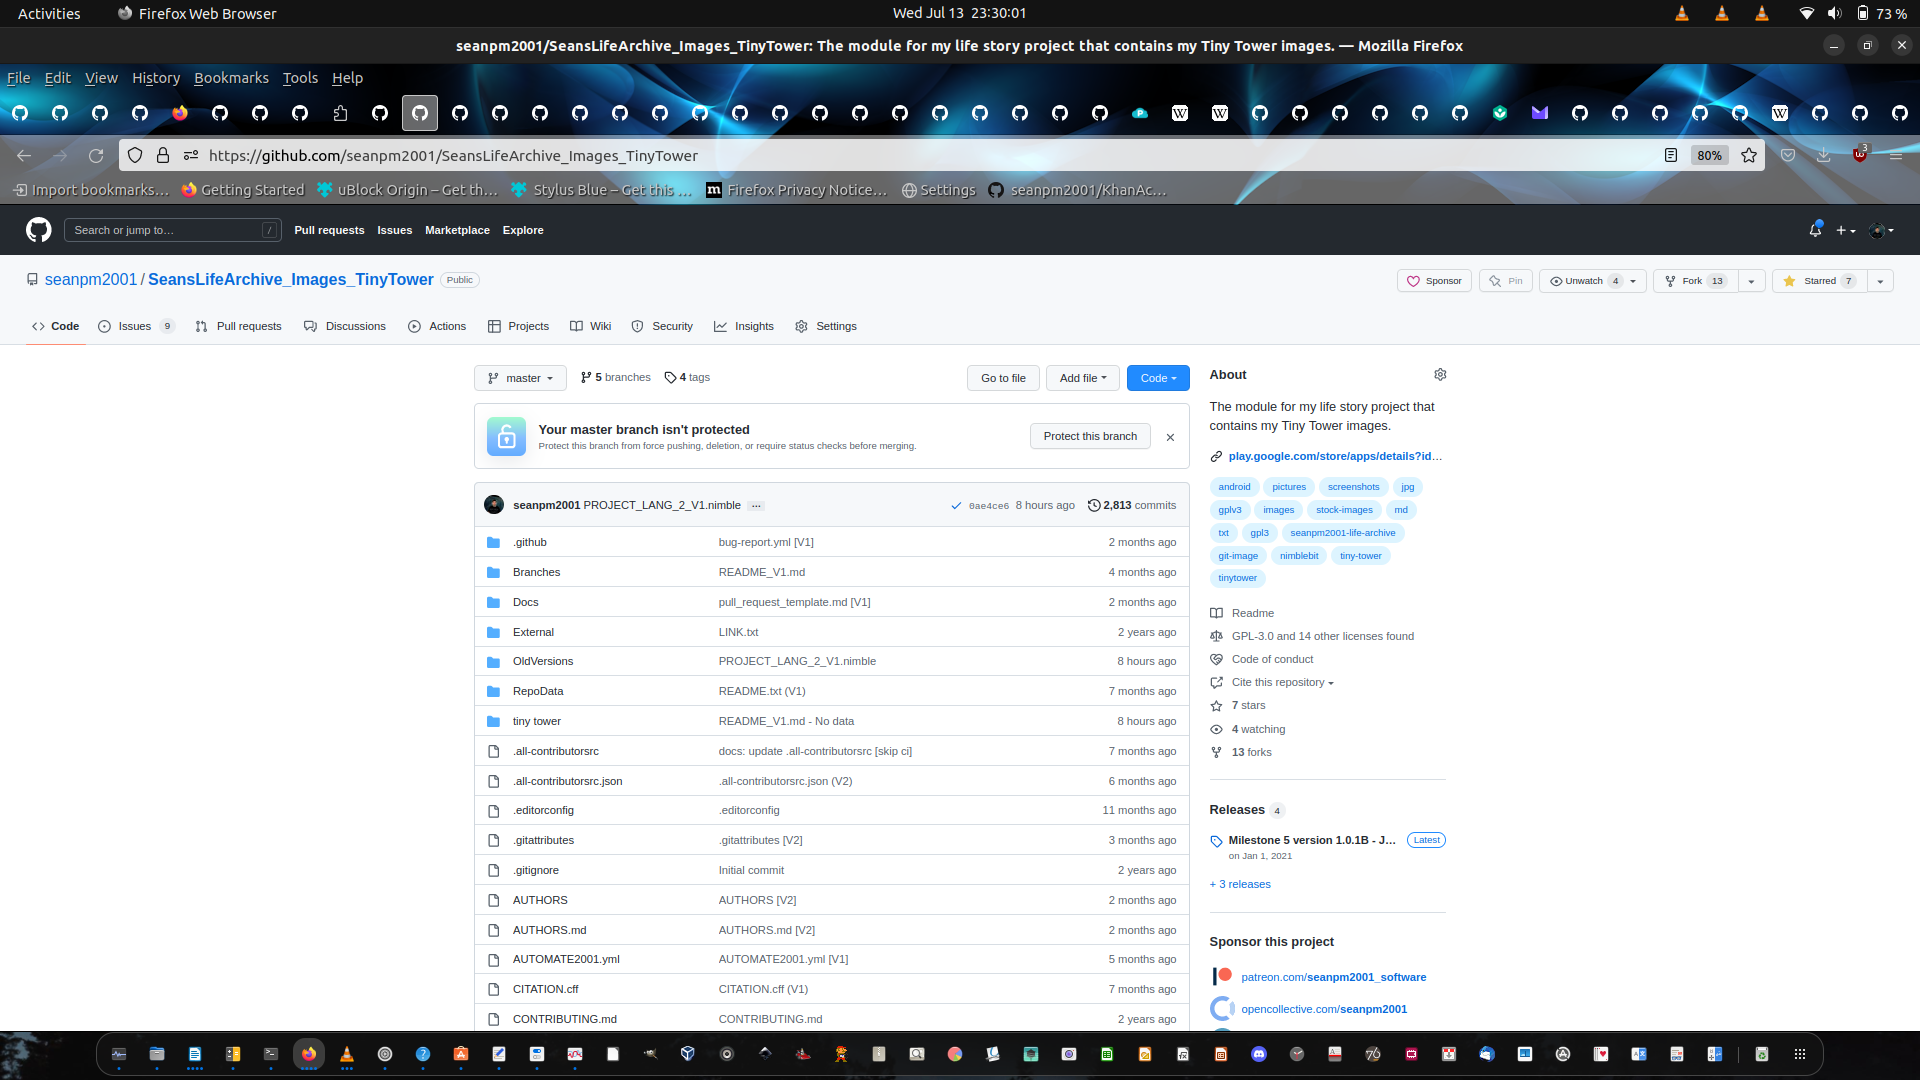 Activities
Firefox Web Browser
Wed Jul 13 23:30:01
73 %
seanpm2001/SeansLifeArchive_Images_TinyTower: The module for my life story project that contains my Tiny Tower images. — Mozilla Firefox
File Edit View History Bookmarks Tools Help
https://github.com/seanpm2001/SeansLifeArchive_Images_TinyTower
80%
3
Import bookmarks… Getting Started uBlock Origin – Get th… Stylus Blue – Get this … Firefox Privacy Notice… Settings seanpm2001/KhanAc…
Search or jump to… /
Pull requests Issues Marketplace Explore
seanpm2001 / SeansLifeArchive_Images_TinyTower Public
Sponsor Pin Unwatch 4 Fork 13 Starred 7
Code Issues 9 Pull requests Discussions Actions Projects Wiki Security Insights Settings
master 5 branches 4 tags Go to file Add file Code
Your master branch isn't protected
Protect this branch from force pushing, deletion, or require status checks before merging.
Protect this branch
seanpm2001 PROJECT_LANG_2_V1.nimble … 0ae4ce6 8 hours ago 2,813 commits
.github bug-report.yml [V1] 2 months ago
Branches README_V1.md 4 months ago
Docs pull_request_template.md [V1] 2 months ago
External LINK.txt 2 years ago
OldVersions PROJECT_LANG_2_V1.nimble 8 hours ago
RepoData README.txt (V1) 7 months ago
tiny tower README_V1.md - No data 8 hours ago
.all-contributorsrc docs: update .all-contributorsrc [skip ci] 7 months ago
.all-contributorsrc.json .all-contributorsrc.json (V2) 6 months ago
.editorconfig .editorconfig 11 months ago
.gitattributes .gitattributes [V2] 3 months ago
.gitignore Initial commit 2 years ago
AUTHORS AUTHORS [V2] 2 months ago
AUTHORS.md AUTHORS.md [V2] 2 months ago
AUTOMATE2001.yml AUTOMATE2001.yml [V1] 5 months ago
CITATION.cff CITATION.cff (V1) 7 months ago
CONTRIBUTING.md CONTRIBUTING.md 2 years ago
About
The module for my life story project that
contains my Tiny Tower images.
play.google.com/store/apps/details?id…
android pictures screenshots jpg
gplv3 images stock-images md
txt gpl3 seanpm2001-life-archive
git-image nimblebit tiny-tower
tinytower
Readme
GPL-3.0 and 14 other licenses found
Code of conduct
Cite this repository
7 stars
4 watching
13 forks
Releases 4
Milestone 5 version 1.0.1B - J… Latest
on Jan 1, 2021
+ 3 releases
Sponsor this project
patreon.com/seanpm2001_software
opencollective.com/seanpm2001